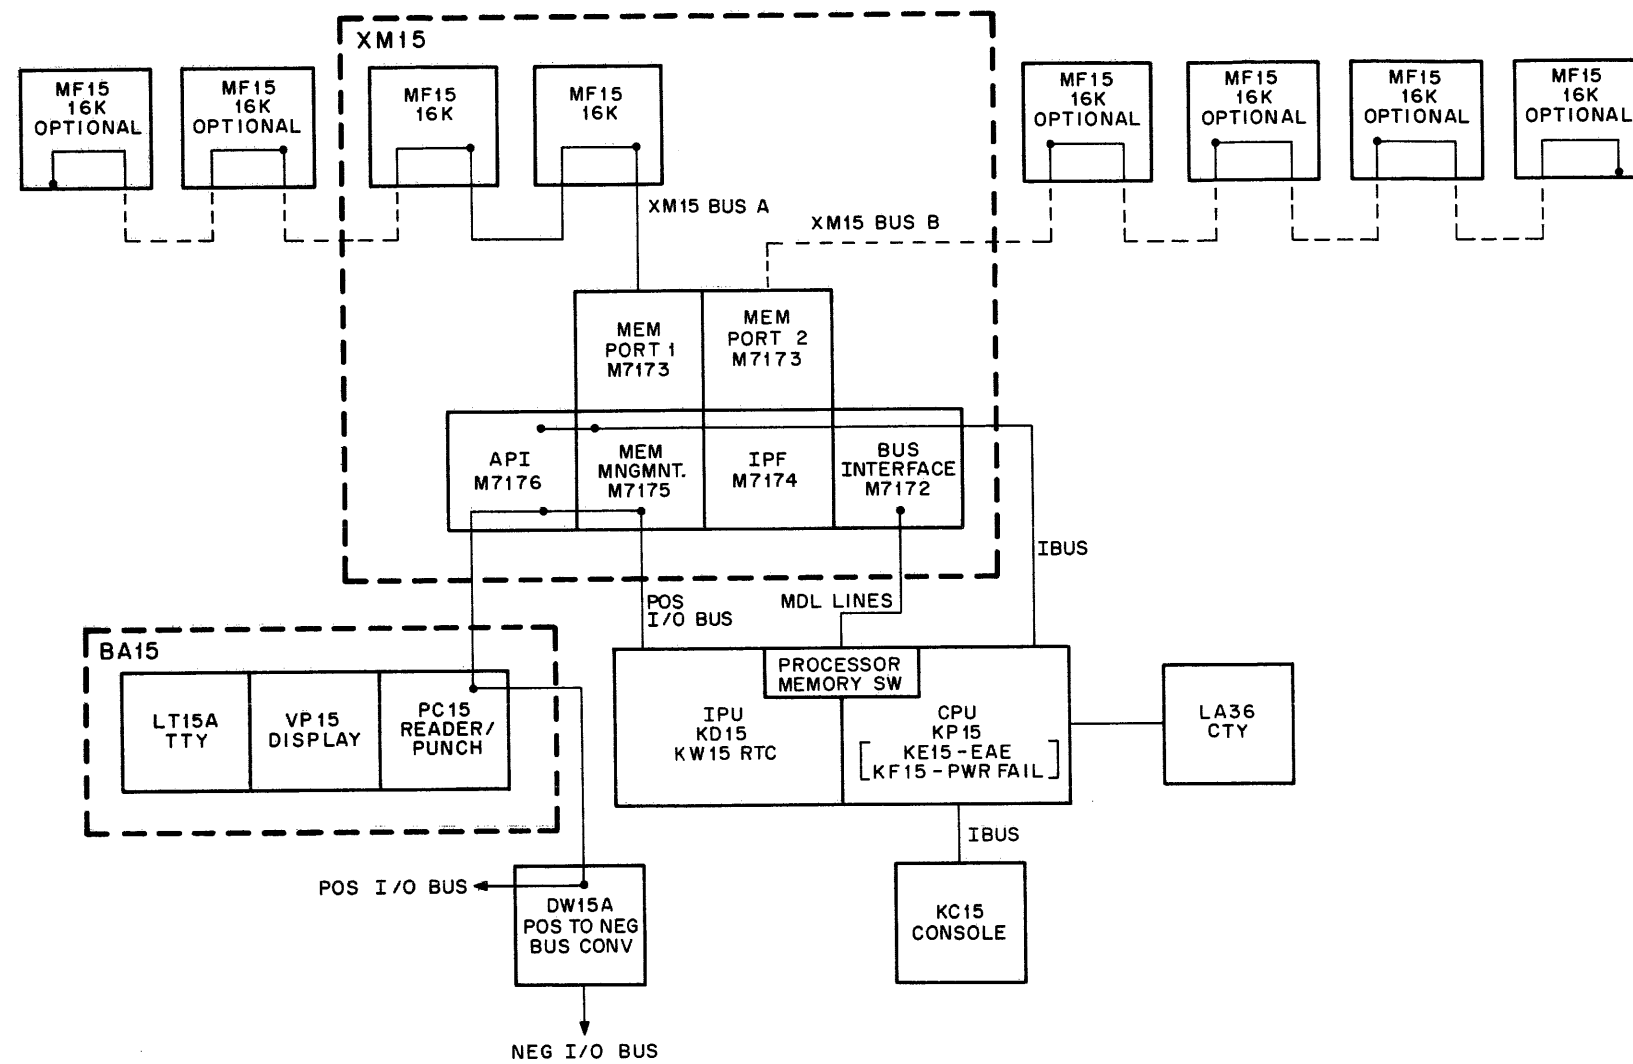 XM15
MF15
16K
OPTIONAL
MF15
16K
OPTIONAL
MF15
16K
MF15
16K
MF15
16K
OPTIONAL
MF15
16K
OPTIONAL
MF15
16K
OPTIONAL
MF15
16K
OPTIONAL
XM15 BUS A
XM15 BUS B
MEM
PORT 1
M7173
MEM
PORT 2
M7173
API
M7176
MEM
MNGMNT.
M7175
IPF
M7174
BUS
INTERFACE
M7172
IBUS
POS
I/O BUS
MDL LINES
BA15
LT15A
TTY
VP15
DISPLAY
PC15
READER/
PUNCH
PROCESSOR
MEMORY SW
IPU
KD15
KW15 RTC
CPU
KP15
KE15-EAE
KF15-PWR FAIL
LA36
CTY
IBUS
POS I/O BUS
DW15A
POS TO NEG
BUS CONV
KC15
CONSOLE
NEG I/O BUS